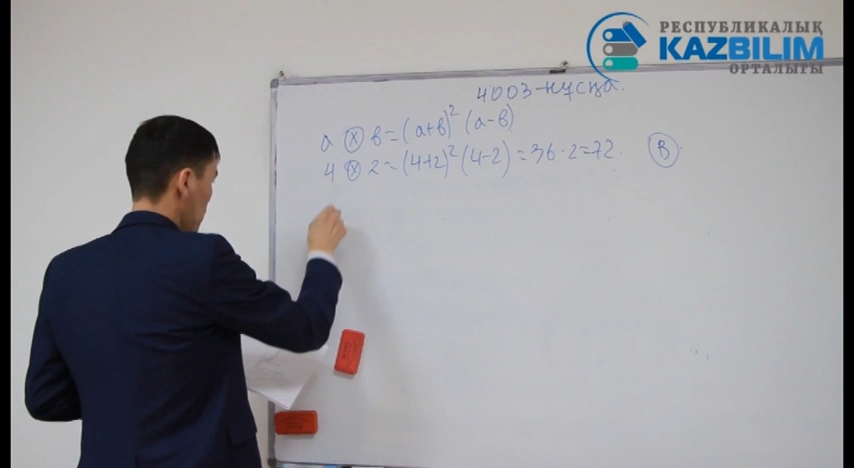 РЕСПУБЛИКАЛЫҚ
KAZBILIM
ОРТАЛЫҒЫ
4003-нұсқа.
a ⓧ b = (a+b)² (a-b)
4 ⓧ 2 = (4+2)² (4-2) = 36 · 2 = 72. B